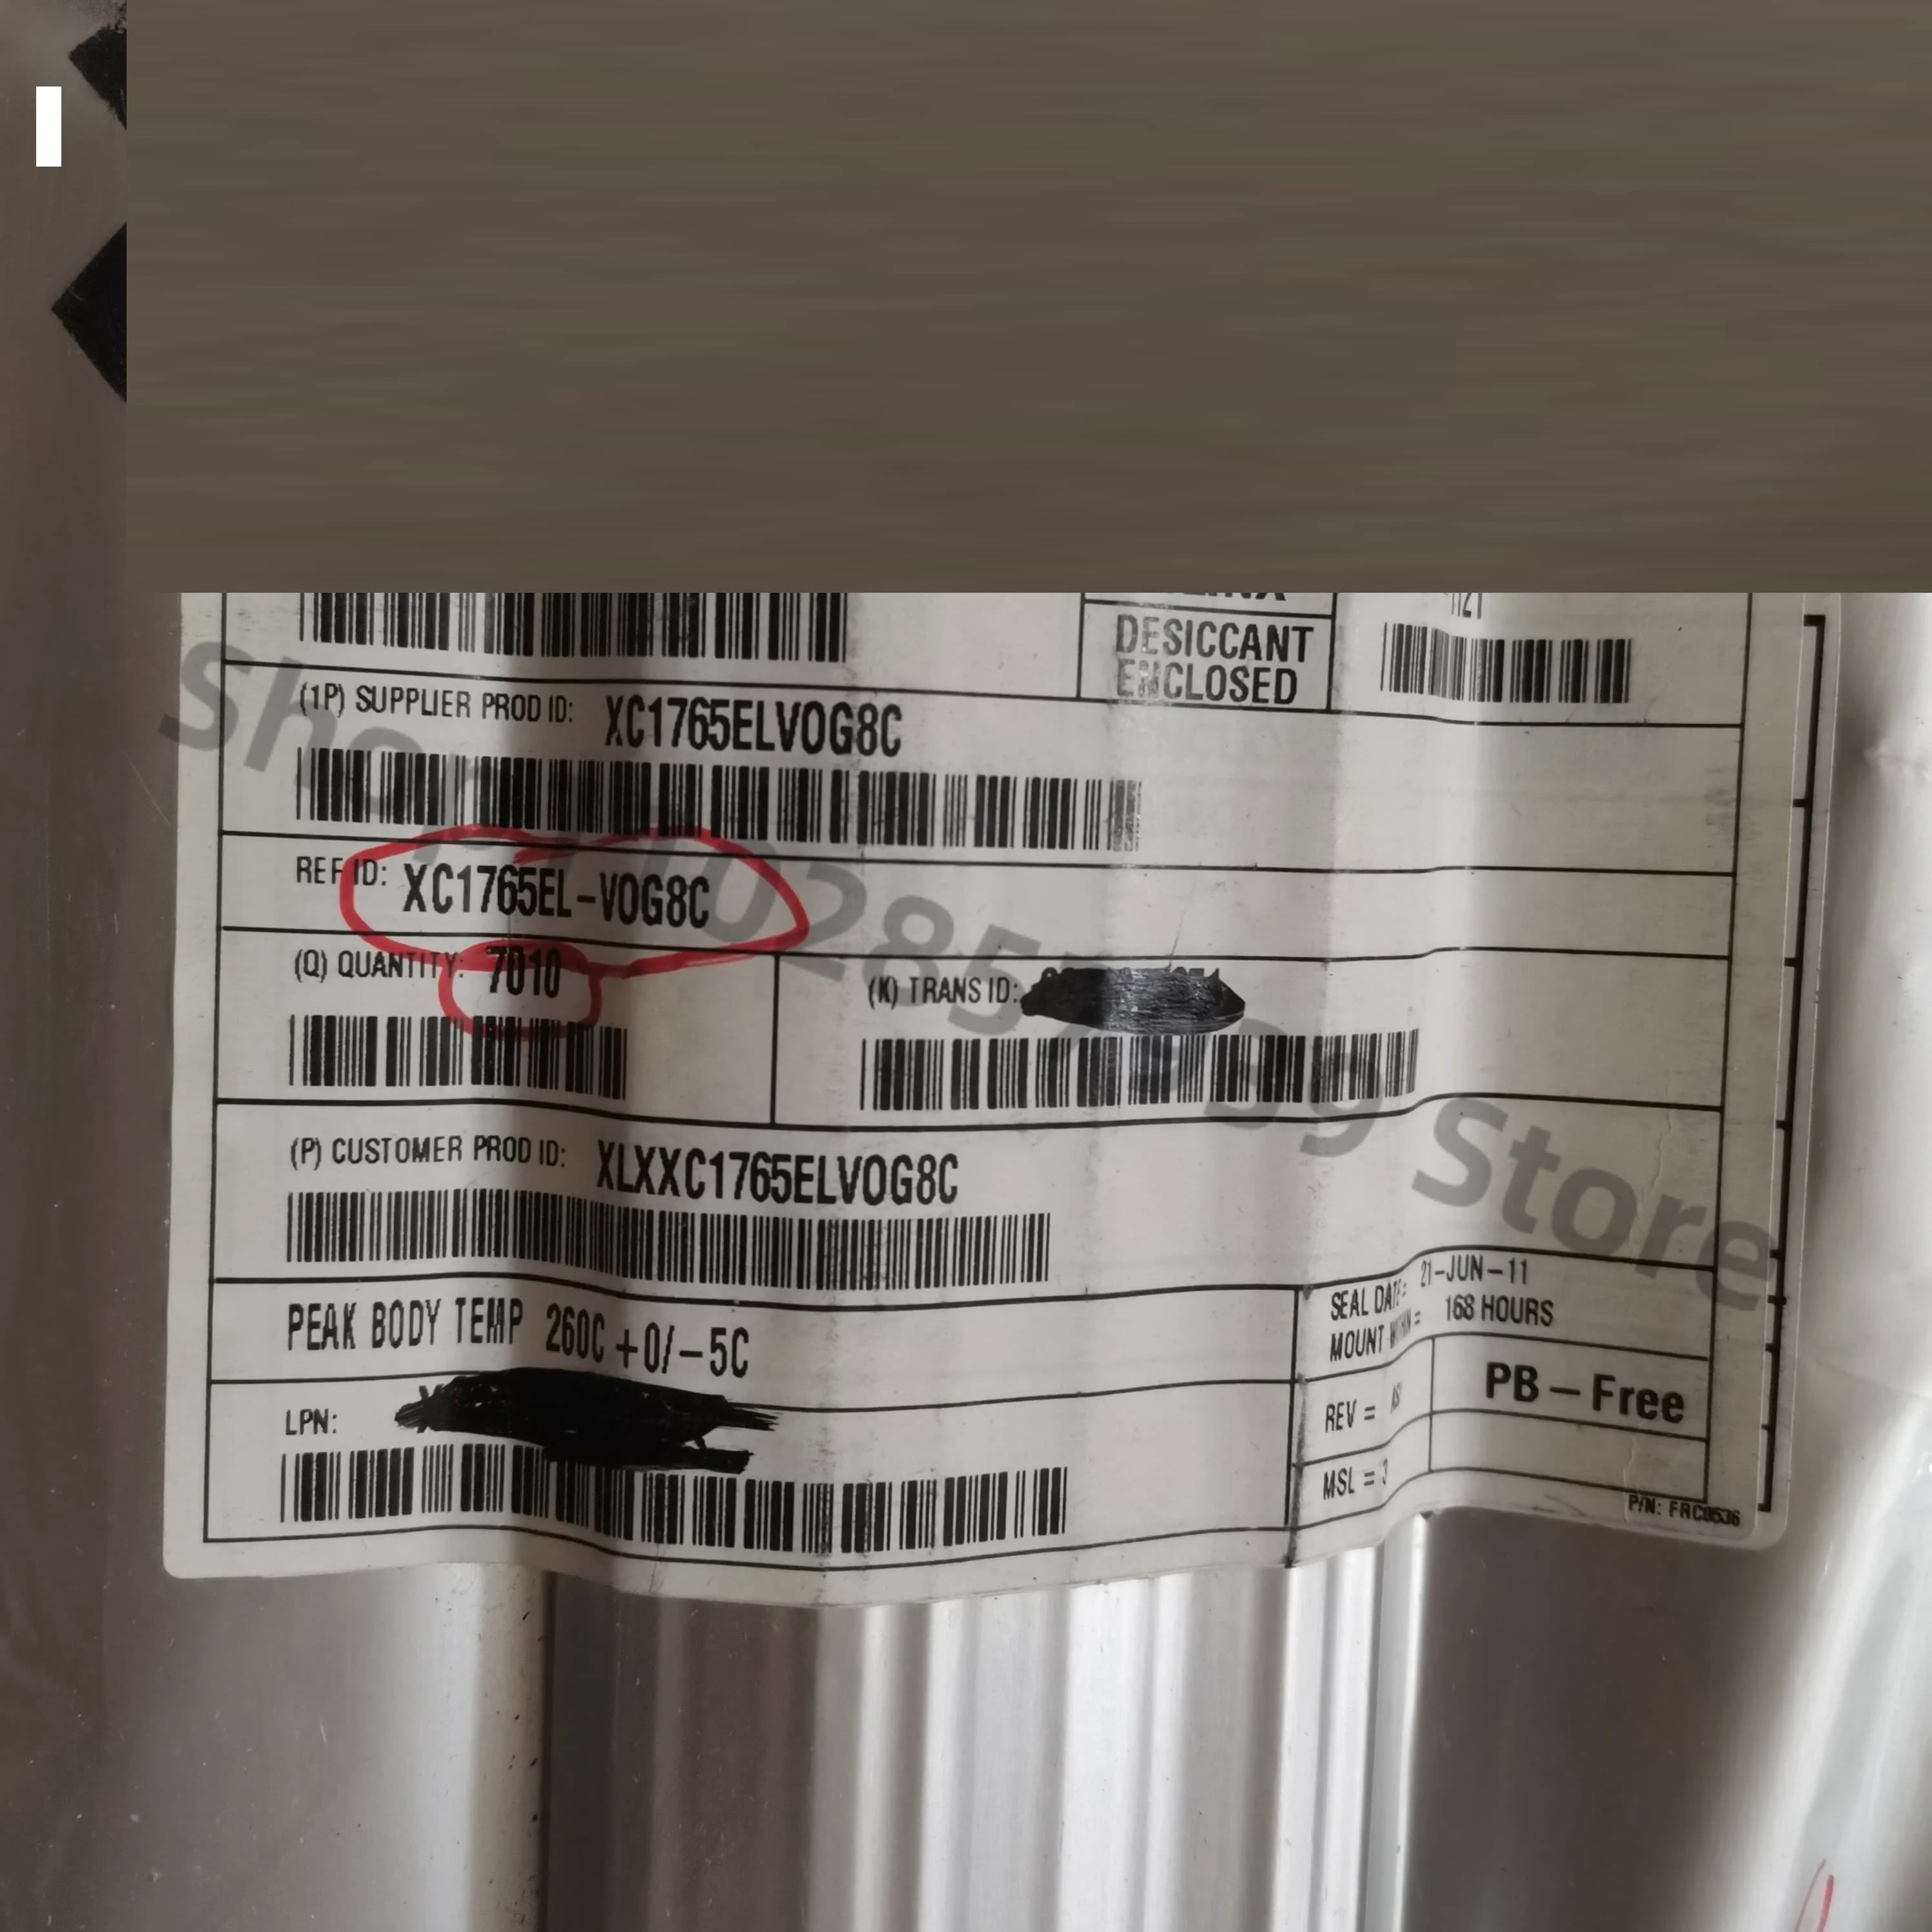 DESICCANT
ENCLOSED
(1P) SUPPLIER PROD ID: XC1765ELVOG8C
REF ID: XC1765EL-VOG8C
(Q) QUANTITY: 7010
(K) TRANS ID:
(P) CUSTOMER PROD ID: XLXXC1765ELVOG8C
SEAL DATE= 21-JUN-11
MOUNT WITHIN= 168 HOURS
PEAK BODY TEMP 260C +0/-5C
PB-Free
REV =
LPN:
MSL = 3
P/N: FRC0536
Store